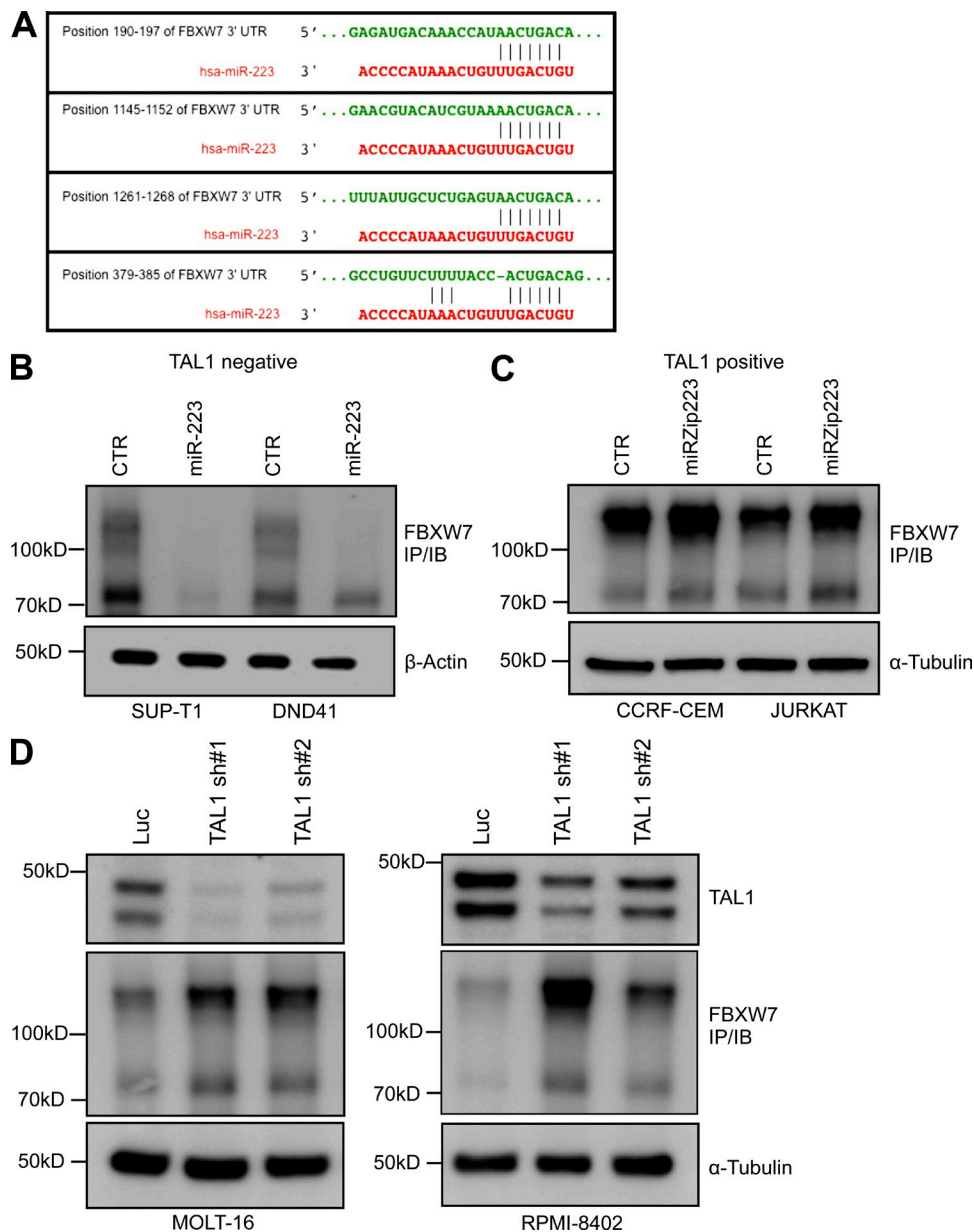 A
Position 190-197 of FBXW7 3' UTR 5' ...GAGAUGACAAACCAUAACUGACA...
hsa-miR-223 3' ACCCCAUAAACUGUUUGACUGU
Position 1145-1152 of FBXW7 3' UTR 5' ...GAACGUACAUCGUAAAACUGACA...
hsa-miR-223 3' ACCCCAUAAACUGUUUGACUGU
Position 1261-1268 of FBXW7 3' UTR 5' ...UUUAUUGCUCUGAGUAACUGACA...
hsa-miR-223 3' ACCCCAUAAACUGUUUGACUGU
Position 379-385 of FBXW7 3' UTR 5' ...GCCUGUUCUUUUACC-ACUGACAG...
hsa-miR-223 3' ACCCCAUAAACUGUUUGACUGU
B
TAL1 negative
CTR miR-223 CTR miR-223
100kD
70kD
FBXW7
IP/IB
50kD
β-Actin
SUP-T1 DND41
C
TAL1 positive
CTR miRZip223 CTR miRZip223
100kD
70kD
FBXW7
IP/IB
50kD
α-Tubulin
CCRF-CEM JURKAT
D
Luc TAL1 sh#1 TAL1 sh#2
50kD
100kD
70kD
50kD
MOLT-16
Luc TAL1 sh#1 TAL1 sh#2
50kD
TAL1
100kD
70kD
FBXW7
IP/IB
50kD
α-Tubulin
RPMI-8402